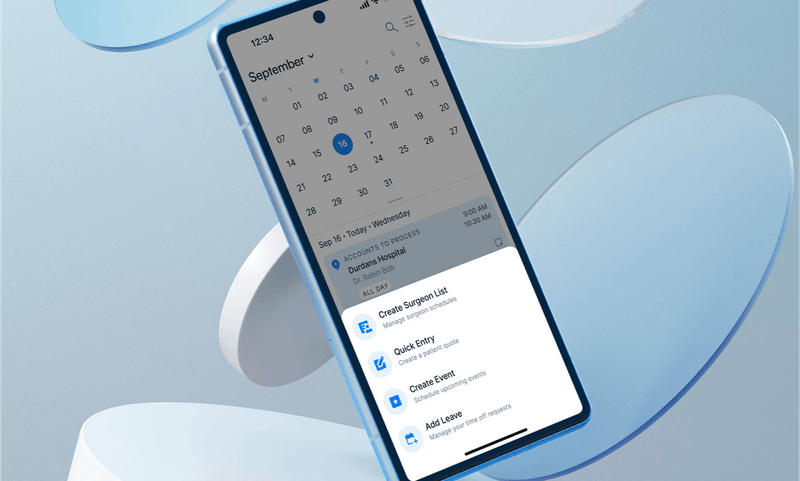 12:34
September
M T W T F S S
01 02 03 04 05 06
07 08 09 10 11 12 13
14 15 16 17 18 19 20
21 22 23 24 25 26 27
28 29 30 31
Sep 16 • Today • Wednesday
ACCOUNTS TO PROCESS 9:00 AM
Durdans Hospital 10:30 AM
Dr. Robin Bob
ALL DAY
Create Surgeon List
Manage surgeon schedules
Quick Entry
Create a patient quote
Create Event
Schedule upcoming events
Add Leave
Manage your time off requests